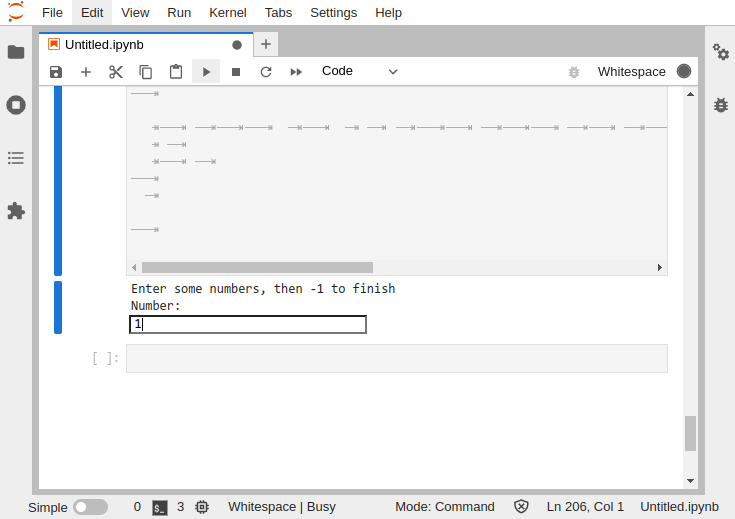 File Edit View Run Kernel Tabs Settings Help
Untitled.ipynb
Code Whitespace
Enter some numbers, then -1 to finish
Number:
1
[ ]:
Simple 0 3 Whitespace | Busy Mode: Command Ln 206, Col 1 Untitled.ipynb